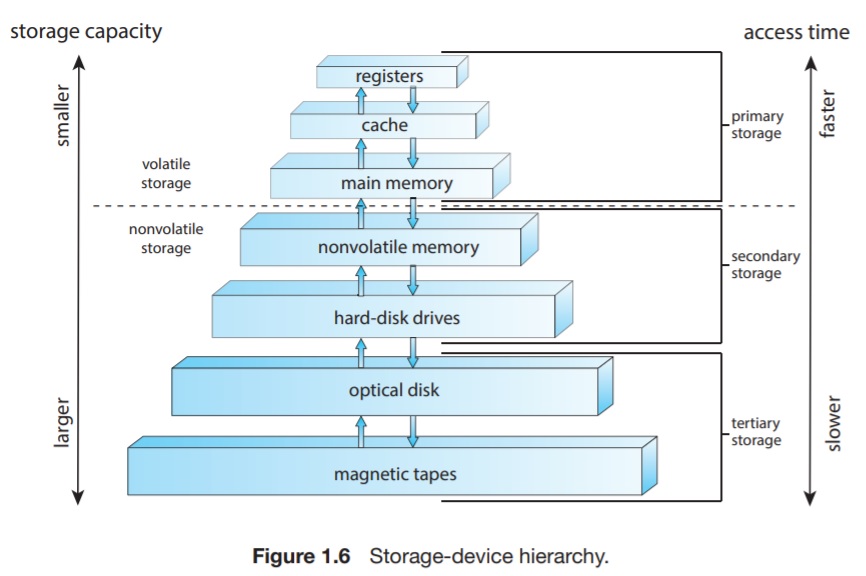 storage capacity
access time
smaller
larger
registers
cache
main memory
volatile
storage
nonvolatile
storage
nonvolatile memory
hard-disk drives
optical disk
magnetic tapes
primary
storage
secondary
storage
tertiary
storage
faster
slower
Figure 1.6 Storage-device hierarchy.